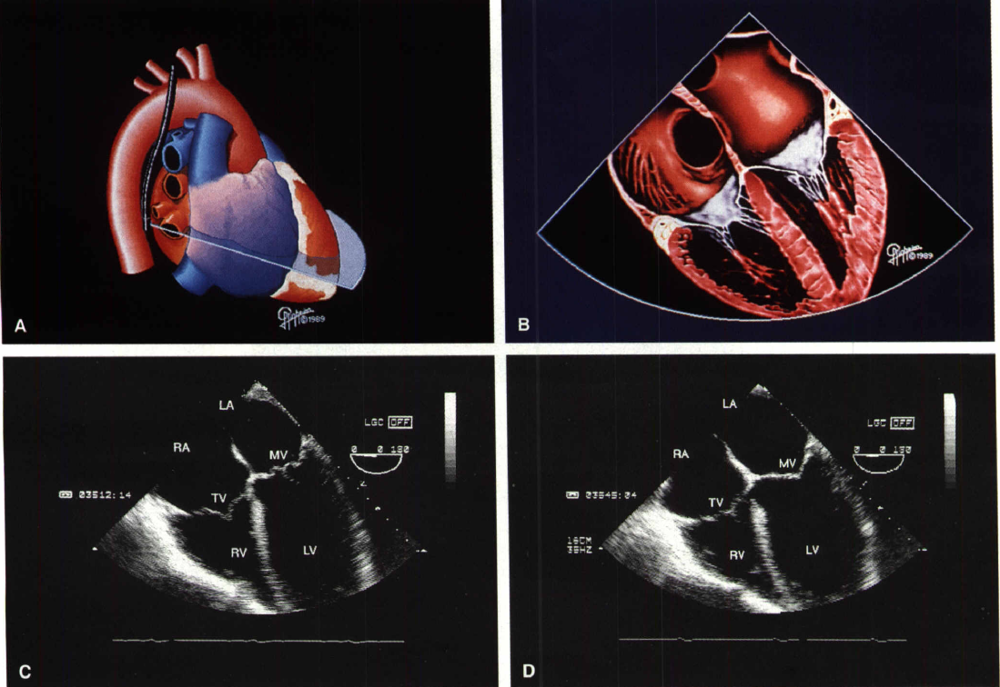 ©1989
A
©1989
B
LA
RA
MV
TV
RV
LV
LGC OFF
0 0 180
03512:14
C
LA
RA
MV
TV
RV
LV
LGC OFF
0 0 180
03545:04
16CM
39HZ
D